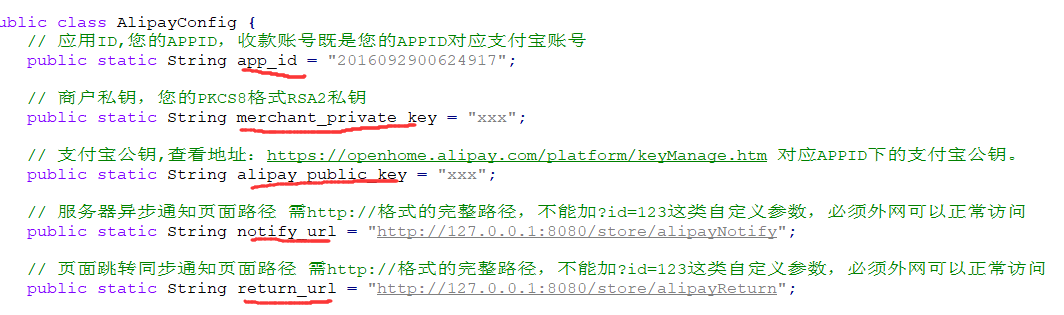 ublic class AlipayConfig {
// 应用ID,您的APPID，收款账号既是您的APPID对应支付宝账号
public static String app_id = "2016092900624917";
// 商户私钥，您的PKCS8格式RSA2私钥
public static String merchant_private_key = "xxx";
// 支付宝公钥,查看地址：https://openhome.alipay.com/platform/keyManage.htm 对应APPID下的支付宝公钥。
public static String alipay_public_key = "xxx";
// 服务器异步通知页面路径 需http://格式的完整路径，不能加?id=123这类自定义参数，必须外网可以正常访问
public static String notify_url = "http://127.0.0.1:8080/store/alipayNotify";
// 页面跳转同步通知页面路径 需http://格式的完整路径，不能加?id=123这类自定义参数，必须外网可以正常访问
public static String return_url = "http://127.0.0.1:8080/store/alipayReturn";